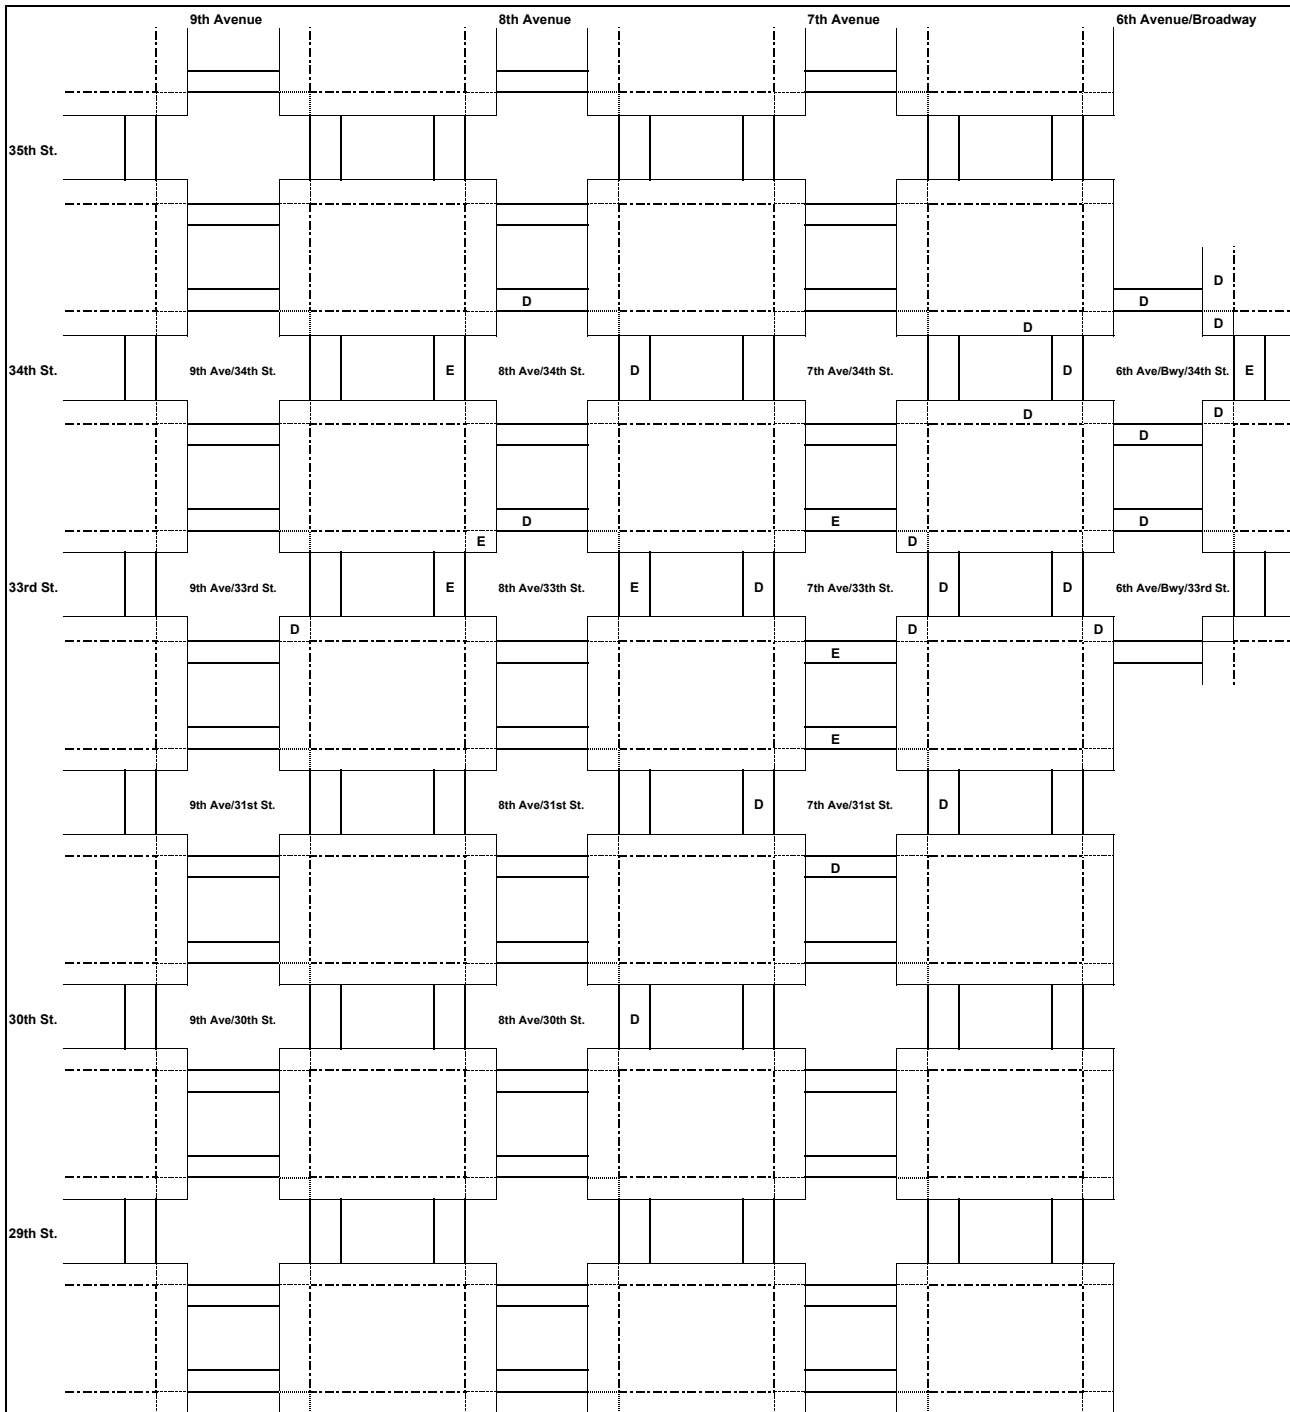 9th Avenue 8th Avenue 7th Avenue 6th Avenue/Broadway
35th St.
D
D D
D D
34th St. 9th Ave/34th St. E 8th Ave/34th St. D 7th Ave/34th St. D 6th Ave/Bwy/34th St. E
D D
D
D E D
E D
33rd St. 9th Ave/33rd St. E 8th Ave/33th St. E D 7th Ave/33th St. D D 6th Ave/Bwy/33rd St.
D D D
E
E
9th Ave/31st St. 8th Ave/31st St. D 7th Ave/31st St. D
D
30th St. 9th Ave/30th St. 8th Ave/30th St. D
29th St.